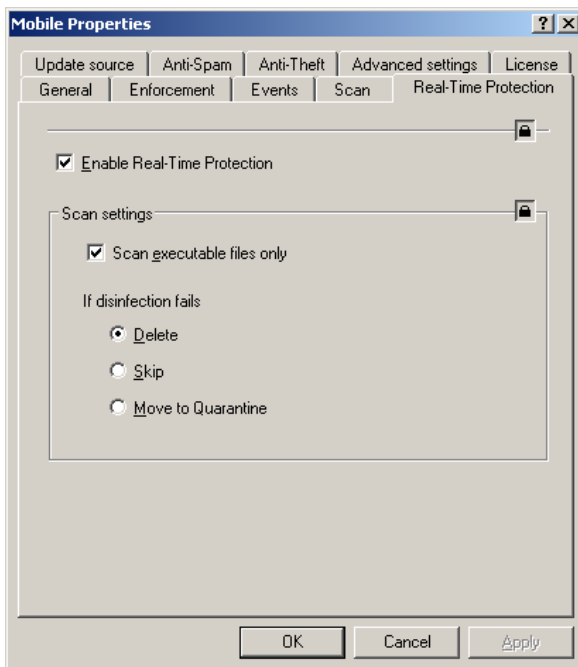 Mobile Properties
Update source Anti-Spam Anti-Theft Advanced settings License
General Enforcement Events Scan Real-Time Protection
Enable Real-Time Protection
Scan settings
Scan executable files only
If disinfection fails
Delete
Skip
Move to Quarantine
OK Cancel Apply